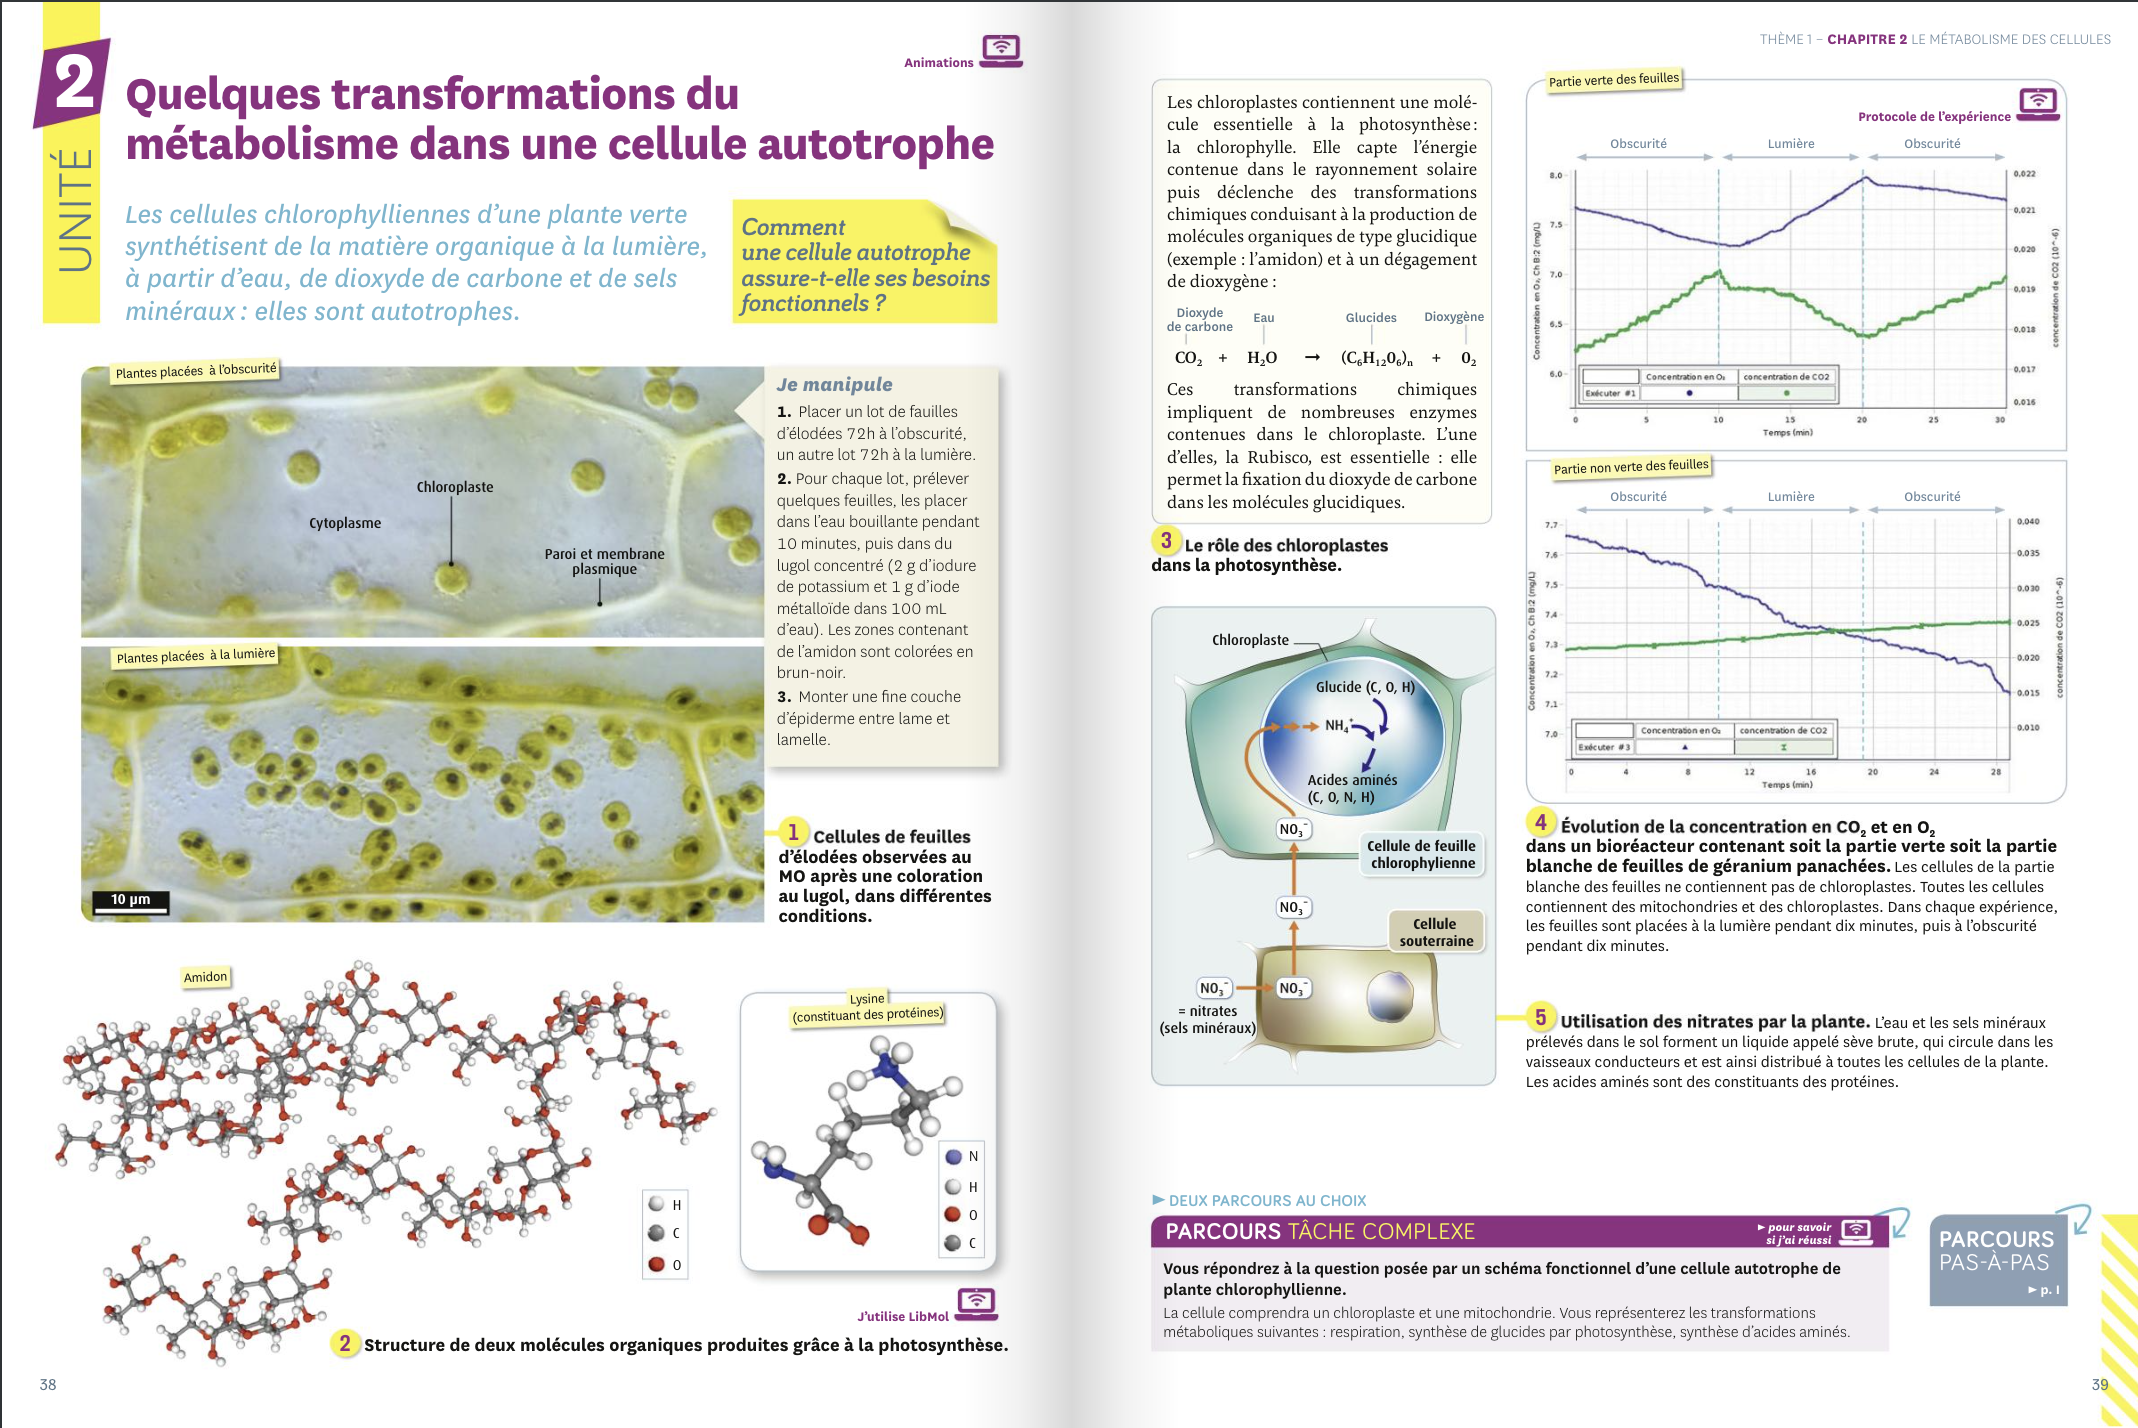 UNITÉ
2
Animations
Quelques transformations du
métabolisme dans une cellule autotrophe
Les cellules chlorophylliennes d'une plante verte
synthétisent de la matière organique à la lumière,
à partir d'eau, de dioxyde de carbone et de sels
minéraux : elles sont autotrophes.
Comment
une cellule autotrophe
assure-t-elle ses besoins
fonctionnels ?
Plantes placées à l'obscurité
Chloroplaste
Cytoplasme
Paroi et membrane
plasmique
Plantes placées à la lumière
10 µm
Je manipule
1. Placer un lot de fauilles
d'élodées 72h à l'obscurité,
un autre lot 72h à la lumière.
2. Pour chaque lot, prélever
quelques feuilles, les placer
dans l'eau bouillante pendant
10 minutes, puis dans du
lugol concentré (2 g d'iodure
de potassium et 1 g d'iode
métalloïde dans 100 mL
d'eau). Les zones contenant
de l'amidon sont colorées en
brun-noir.
3. Monter une fine couche
d'épiderme entre lame et
lamelle.
1 Cellules de feuilles
d'élodées observées au
MO après une coloration
au lugol, dans différentes
conditions.
Amidon
H
C
O
Lysine
(constituant des protéines)
N
H
O
C
J'utilise LibMol
2 Structure de deux molécules organiques produites grâce à la photosynthèse.
38
THÈME 1 – CHAPITRE 2 LE MÉTABOLISME DES CELLULES
Les chloroplastes contiennent une molé-
cule essentielle à la photosynthèse :
la chlorophylle. Elle capte l'énergie
contenue dans le rayonnement solaire
puis déclenche des transformations
chimiques conduisant à la production de
molécules organiques de type glucidique
(exemple : l'amidon) et à un dégagement
de dioxygène :
Dioxyde de carbone Eau Glucides Dioxygène
CO₂ + H₂O → (C₆H₁₂0₆)ₙ + 0₂
Ces transformations chimiques
impliquent de nombreuses enzymes
contenues dans le chloroplaste. L'une
d'elles, la Rubisco, est essentielle : elle
permet la fixation du dioxyde de carbone
dans les molécules glucidiques.
3 Le rôle des chloroplastes
dans la photosynthèse.
Chloroplaste
Glucide (C, O, H)
NH₄⁺
Acides aminés
(C, O, N, H)
NO₃⁻
Cellule de feuille
chlorophylienne
NO₃⁻
Cellule
souterraine
NO₃⁻ NO₃⁻
= nitrates
(sels minéraux)
Partie verte des feuilles
Protocole de l'expérience
Obscurité Lumière Obscurité
8,0
7,5
7,0
6,5
6,0
Concentration en O₂, Ch B:2 (mg/L)
0,022
0,021
0,020
0,019
0,018
0,017
0,016
concentration de CO2 (10^-6)
Concentration en O₂ concentration de CO2
Exécuter #1
0 5 10 15 20 25 30
Temps (min)
Partie non verte des feuilles
Obscurité Lumière Obscurité
7,7
7,6
7,5
7,4
7,3
7,2
7,1
7,0
Concentration en O₂, Ch B:2 (mg/L)
0,040
0,035
0,030
0,025
0,020
0,015
0,010
concentration de CO2 (10^-6)
Concentration en O₂ concentration de CO2
Exécuter #3
0 4 8 12 16 20 24 28
Temps (min)
4 Évolution de la concentration en CO₂ et en O₂
dans un bioréacteur contenant soit la partie verte soit la partie
blanche de feuilles de géranium panachées. Les cellules de la partie
blanche des feuilles ne contiennent pas de chloroplastes. Toutes les cellules
contiennent des mitochondries et des chloroplastes. Dans chaque expérience,
les feuilles sont placées à la lumière pendant dix minutes, puis à l'obscurité
pendant dix minutes.
5 Utilisation des nitrates par la plante. L'eau et les sels minéraux
prélevés dans le sol forment un liquide appelé sève brute, qui circule dans les
vaisseaux conducteurs et est ainsi distribué à toutes les cellules de la plante.
Les acides aminés sont des constituants des protéines.
DEUX PARCOURS AU CHOIX
PARCOURS TÂCHE COMPLEXE
pour savoir
si j'ai réussi
Vous répondrez à la question posée par un schéma fonctionnel d'une cellule autotrophe de
plante chlorophyllienne.
La cellule comprendra un chloroplaste et une mitochondrie. Vous représenterez les transformations
métaboliques suivantes : respiration, synthèse de glucides par photosynthèse, synthèse d'acides aminés.
PARCOURS
PAS-À-PAS
p. I
39